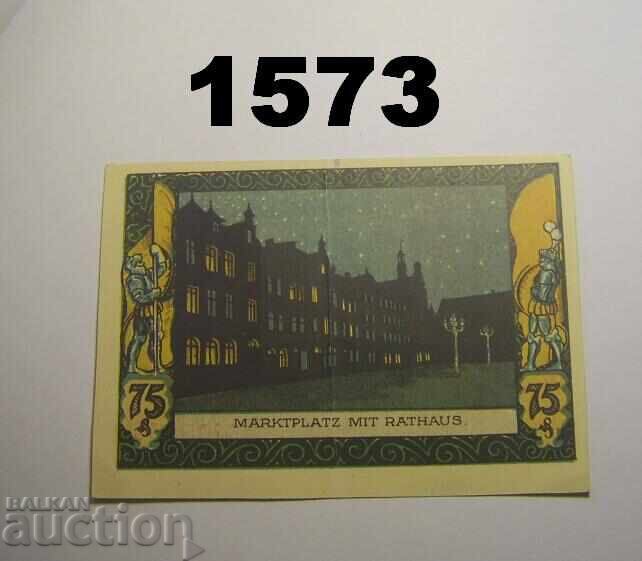 1573
75 ₰
75 ₰
MARKTPLATZ MIT RATHAUS.
BALKAN
auction